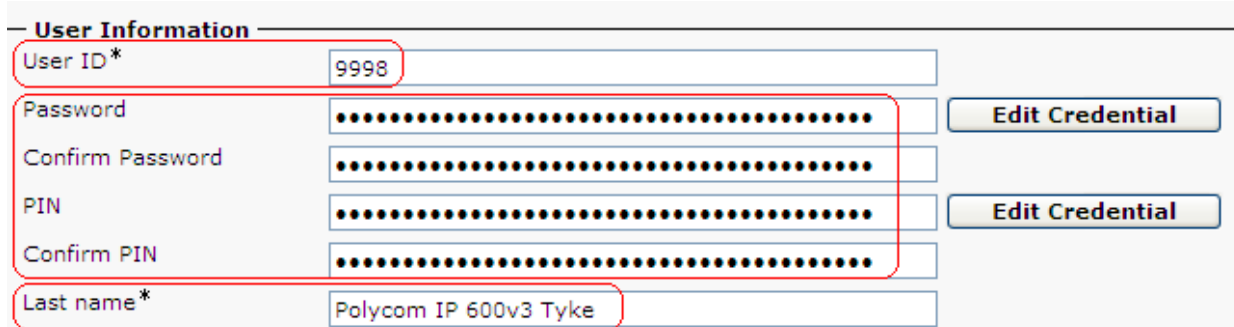 User Information
User ID* 9998
Password ●●●●●●●●●●●●●●●●●●●●●●●●●●●●●●●●●●●●●●●● Edit Credential
Confirm Password ●●●●●●●●●●●●●●●●●●●●●●●●●●●●●●●●●●●●●●●●
PIN ●●●●●●●●●●●●●●●●●●●●●●●●●●●●●●●●●●●●●●●● Edit Credential
Confirm PIN ●●●●●●●●●●●●●●●●●●●●●●●●●●●●●●●●●●●●●●●●
Last name* Polycom IP 600v3 Tyke